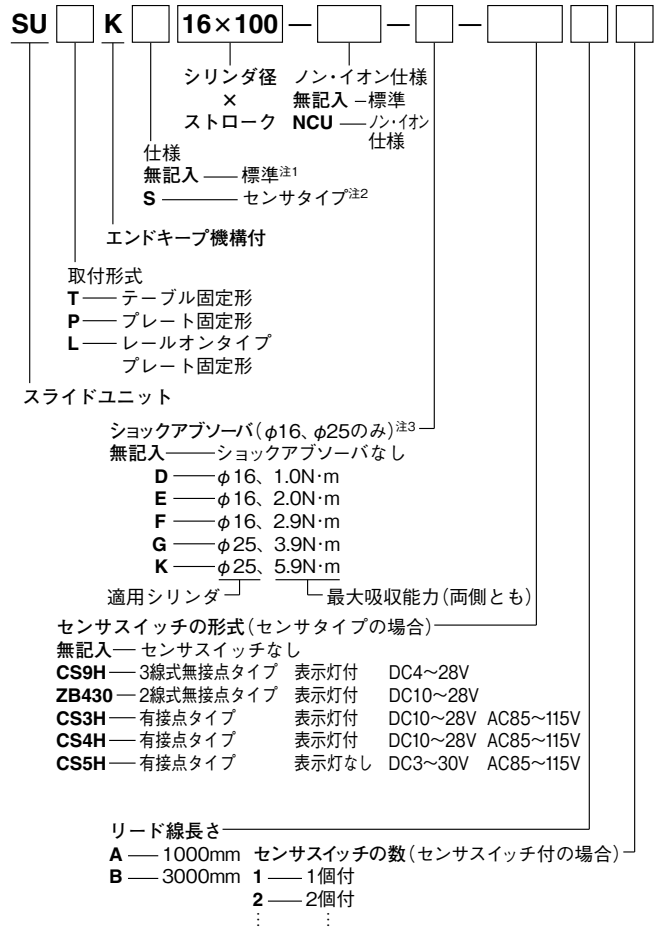 SU K 16×100 — — —
シリンダ径 ノン・イオン仕様
× 無記入 –標準
ストローク NCU — ノン・イオン
仕様
仕様
無記入 — 標準注1
S — センサタイプ注2
エンドキープ機構付
取付形式
T — テーブル固定形
P — プレート固定形
L — レールオンタイプ
プレート固定形
スライドユニット
ショックアブソーバ(φ16、φ25のみ)注3
無記入 — ショックアブソーバなし
D — φ16、1.0N·m
E — φ16、2.0N·m
F — φ16、2.9N·m
G — φ25、3.9N·m
K — φ25、5.9N·m
適用シリンダ 最大吸収能力(両側とも)
センサスイッチの形式(センサタイプの場合)
無記入 — センサスイッチなし
CS9H — 3線式無接点タイプ 表示灯付 DC4〜28V
ZB430 — 2線式無接点タイプ 表示灯付 DC10〜28V
CS3H — 有接点タイプ 表示灯付 DC10〜28V AC85〜115V
CS4H — 有接点タイプ 表示灯付 DC10〜28V AC85〜115V
CS5H — 有接点タイプ 表示灯なし DC3〜30V AC85〜115V
リード線長さ
A — 1000mm センサスイッチの数(センサスイッチ付の場合)
B — 3000mm 1 — 1個付
2 — 2個付
⋮ ⋮